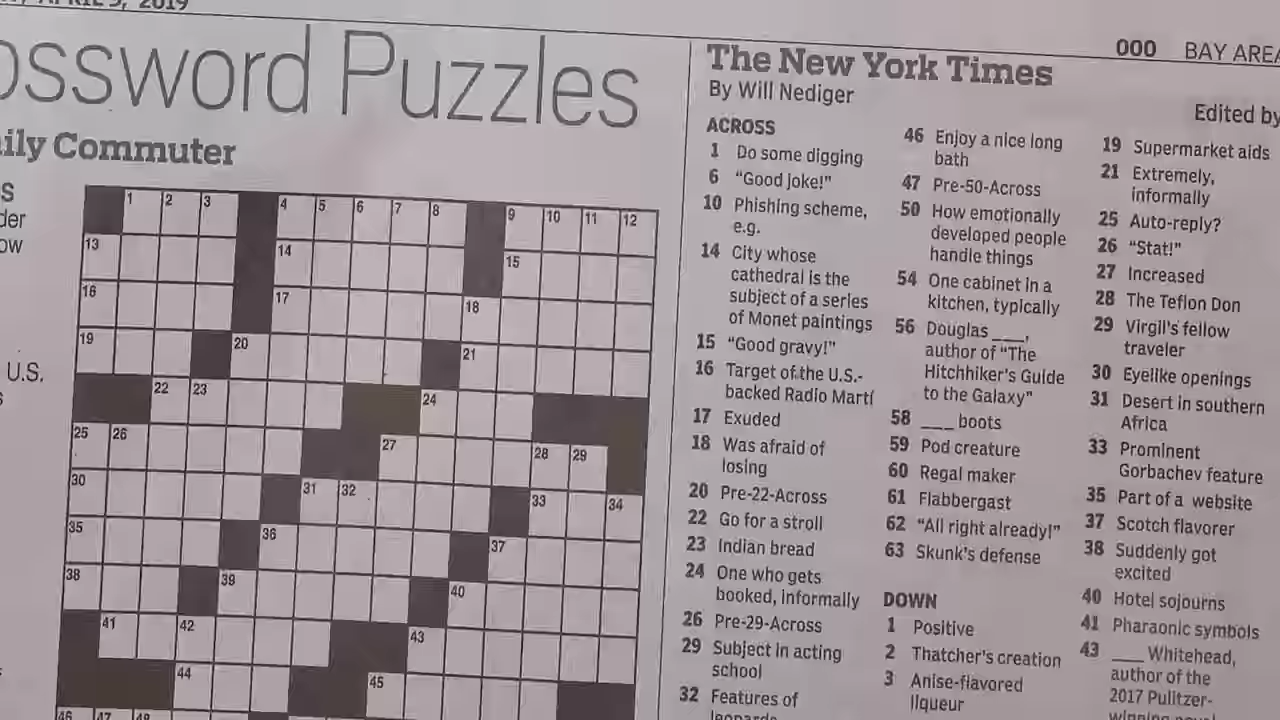 APRIL 5, 2019
000 BAY AREA
ossword Puzzles
ily Commuter
S
der
ow
U.S.
s
1 2 3 4 5 6 7 8 9 10 11 12
13 14 15
16 17 18
19 20 21
22 23 24
25 26 27 28 29
30 31 32 33 34
35 36 37
38 39 40
41 42 43
44 45
46 47 48
The New York Times
By Will Nediger
Edited by
ACROSS
1 Do some digging
6 “Good joke!”
10 Phishing scheme,
e.g.
14 City whose
cathedral is the
subject of a series
of Monet paintings
15 “Good gravy!”
16 Target of the U.S.-
backed Radio Martí
17 Exuded
18 Was afraid of
losing
20 Pre-22-Across
22 Go for a stroll
23 Indian bread
24 One who gets
booked, informally
26 Pre-29-Across
29 Subject in acting
school
32 Features of
leopards
46 Enjoy a nice long
bath
47 Pre-50-Across
50 How emotionally
developed people
handle things
54 One cabinet in a
kitchen, typically
56 Douglas ___,
author of “The
Hitchhiker’s Guide
to the Galaxy”
58 ___ boots
59 Pod creature
60 Regal maker
61 Flabbergast
62 “All right already!”
63 Skunk’s defense
DOWN
1 Positive
2 Thatcher’s creation
3 Anise-flavored
liqueur
19 Supermarket aids
21 Extremely,
informally
25 Auto-reply?
26 “Stat!”
27 Increased
28 The Teflon Don
29 Virgil’s fellow
traveler
30 Eyelike openings
31 Desert in southern
Africa
33 Prominent
Gorbachev feature
35 Part of a website
37 Scotch flavorer
38 Suddenly got
excited
40 Hotel sojourns
41 Pharaonic symbols
43 ___ Whitehead,
author of the
2017 Pulitzer-
winning novel